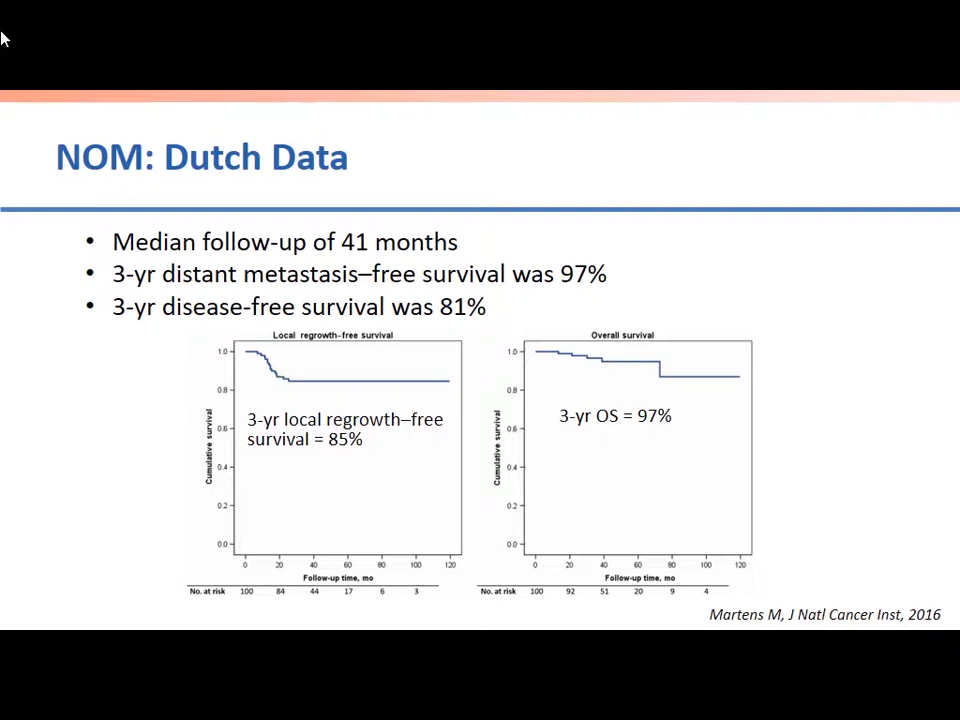 NOM: Dutch Data
• Median follow-up of 41 months
• 3-yr distant metastasis–free survival was 97%
• 3-yr disease-free survival was 81%
Local regrowth-free survival
1.0
0.8
0.6
0.4
0.2
0.0
Cumulative survival
3-yr local regrowth–free
survival = 85%
0 20 40 60 80 100 120
Follow-up time, mo
No. at risk 100 84 44 17 6 3
Overall survival
1.0
0.8
0.6
0.4
0.2
0.0
Cumulative survival
3-yr OS = 97%
0 20 40 60 80 100 120
Follow-up time, mo
No. at risk 100 92 51 20 9 4
Martens M, J Natl Cancer Inst, 2016